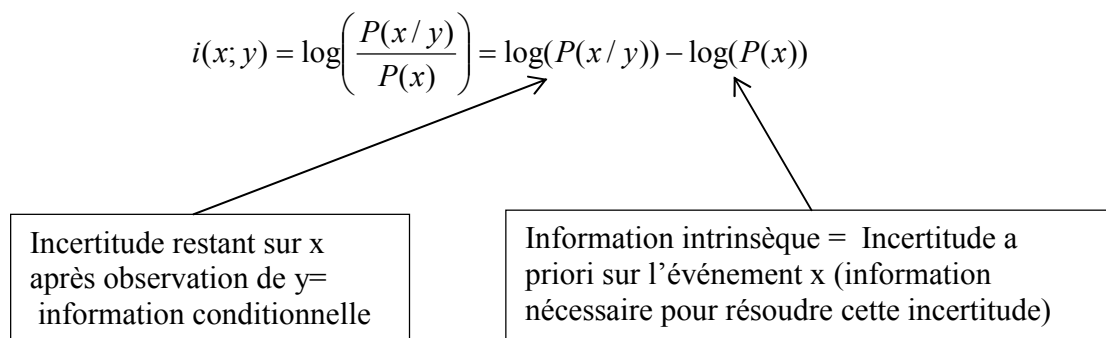 i(x; y) = log(P(x / y) / P(x)) = log(P(x / y)) − log(P(x))
Incertitude restant sur x
après observation de y=
information conditionnelle
Information intrinsèque = Incertitude a
priori sur l’événement x (information
nécessaire pour résoudre cette incertitude)